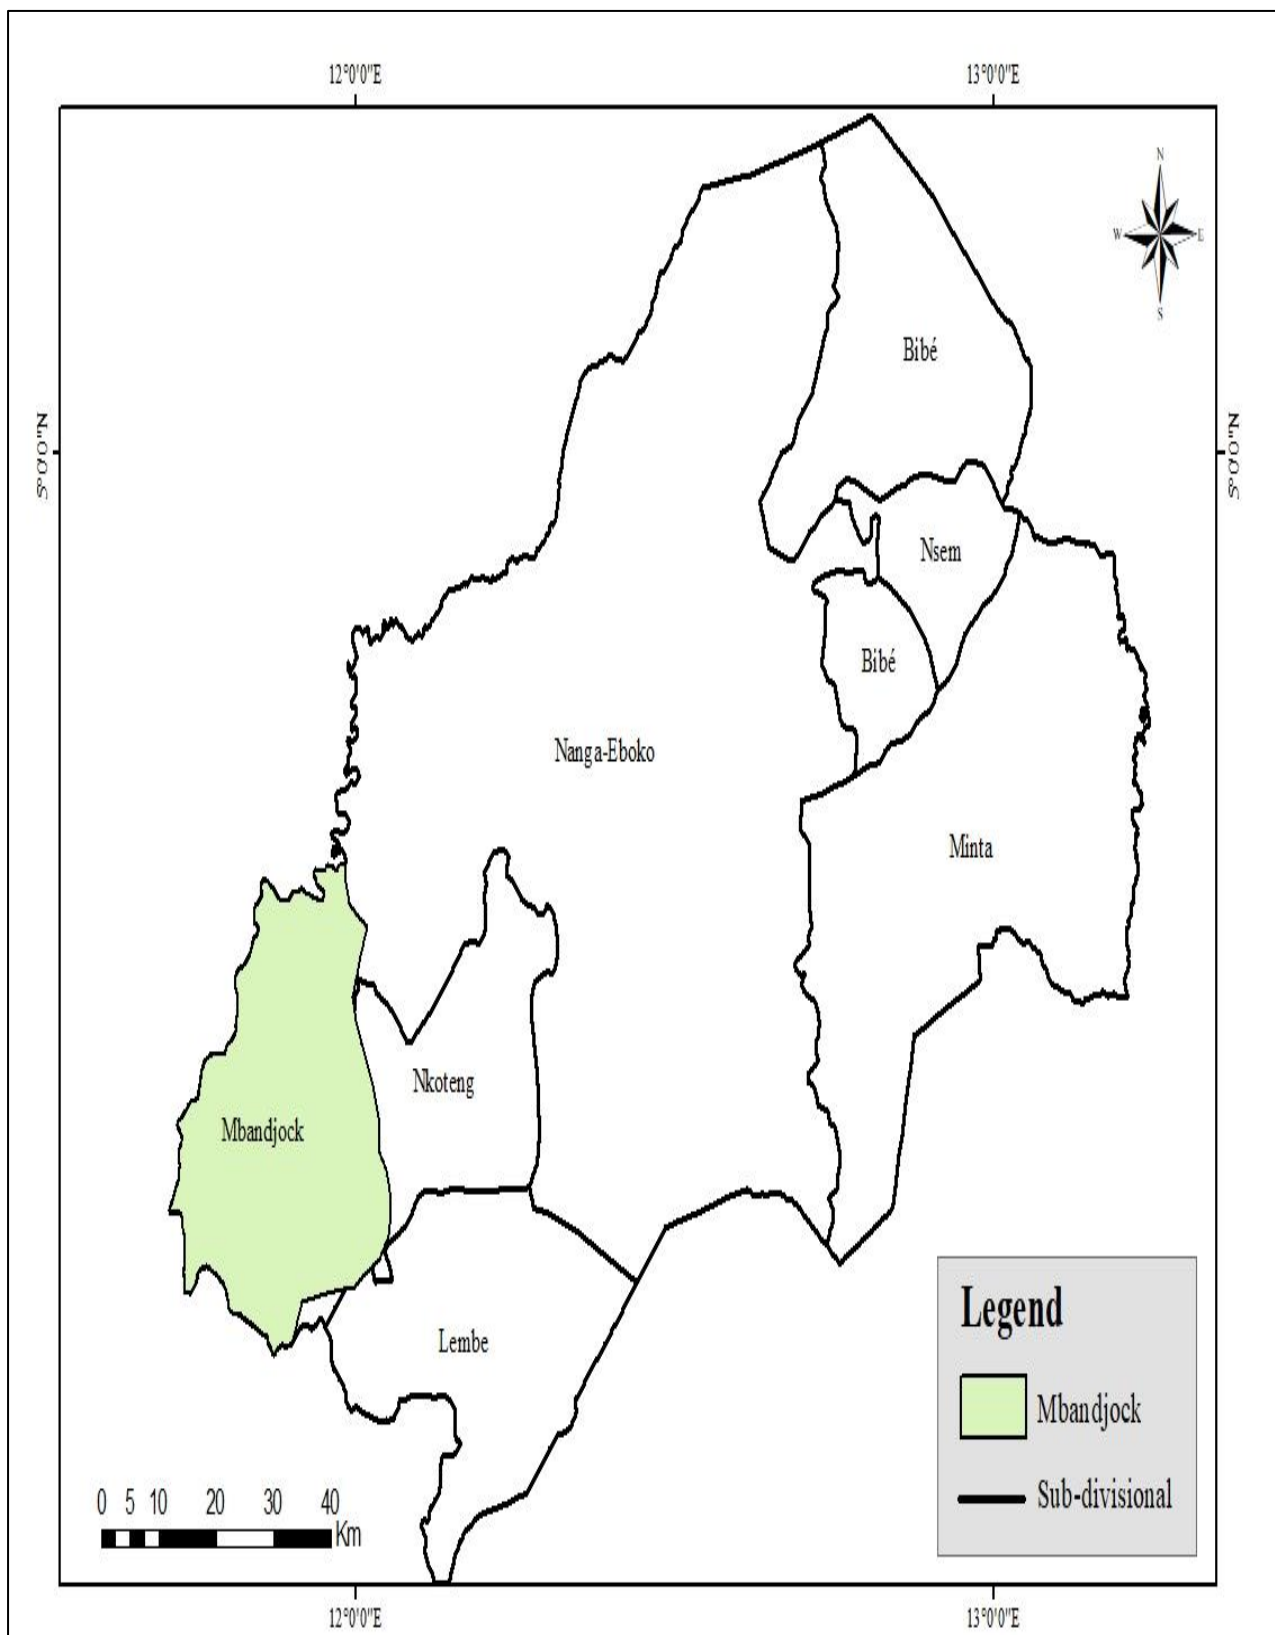 12°0'0"E 13°0'0"E
N
W E
S
Bibé
5°0'0"N 5°0'0"N
Nsem
Bibé
Nanga-Eboko
Minta
Nkoteng
Mbandjock
Legend
Lembe
Mbandjock
Sub-divisional
0 5 10 20 30 40
Km
12°0'0"E 13°0'0"E